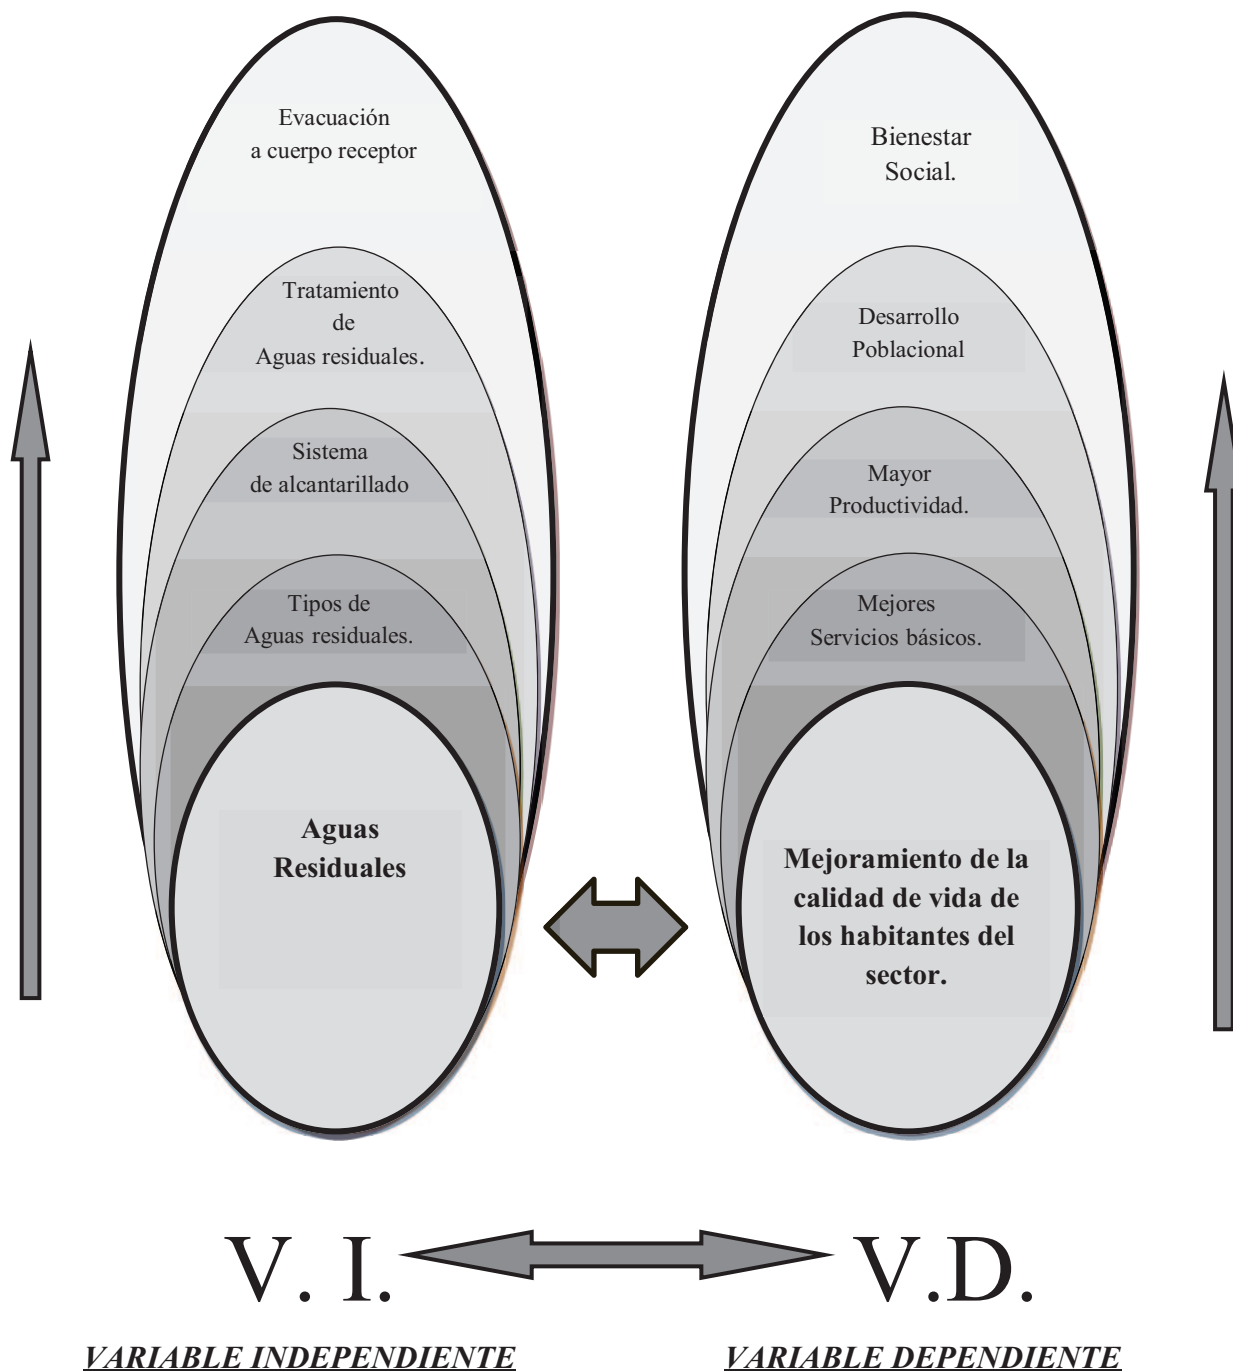 Evacuación
a cuerpo receptor
Tratamiento
de
Aguas residuales.
Sistema
de alcantarillado
Tipos de
Aguas residuales.
Aguas
Residuales
Bienestar
Social.
Desarrollo
Poblacional
Mayor
Productividad.
Mejores
Servicios básicos.
Mejoramiento de la
calidad de vida de
los habitantes del
sector.
V. I.
V.D.
VARIABLE INDEPENDIENTE
VARIABLE DEPENDIENTE